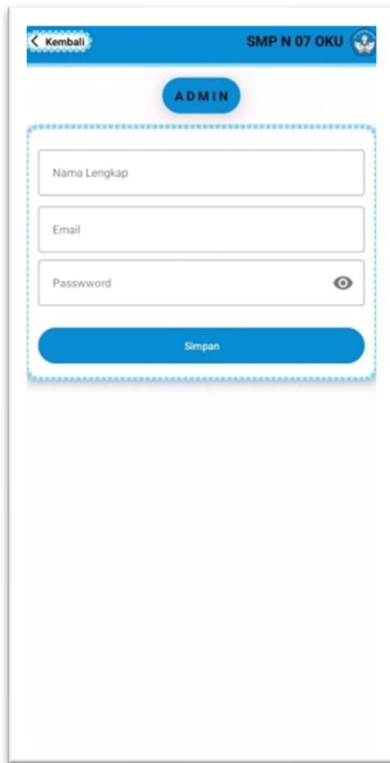 Kembali
SMP N 07 OKU
ADMIN
Nama Lengkap
Email
Passwword
Simpan